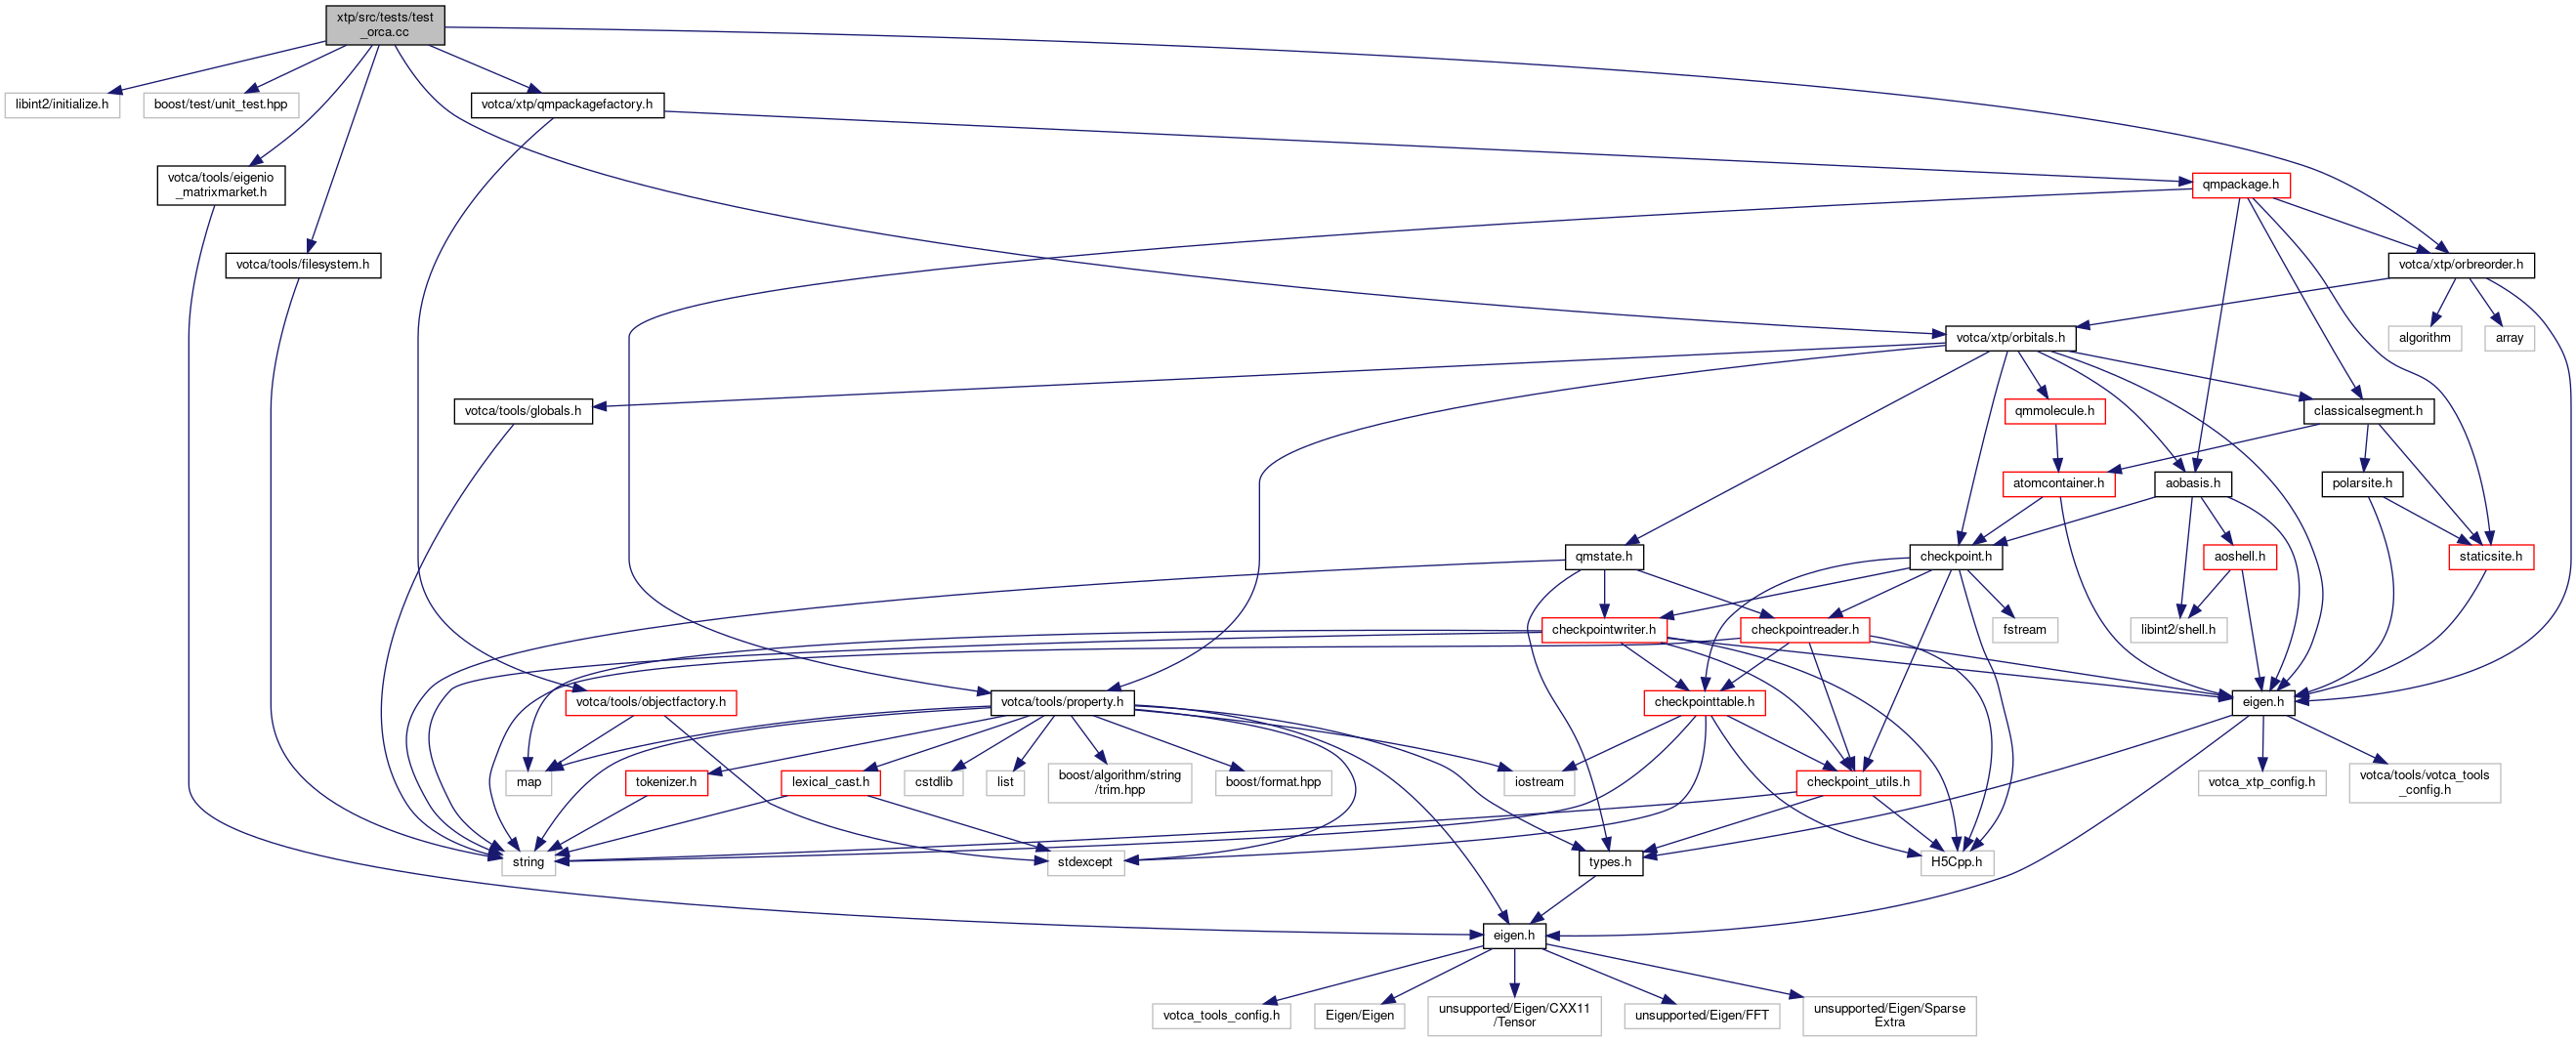 xtp/src/tests/test
_orca.cc
libint2/initialize.h
boost/test/unit_test.hpp
votca/xtp/qmpackagefactory.h
votca/tools/eigenio
_matrixmarket.h
qmpackage.h
votca/tools/filesystem.h
votca/xtp/orbreorder.h
votca/xtp/orbitals.h
algorithm
array
votca/tools/globals.h
qmmolecule.h
classicalsegment.h
atomcontainer.h
aobasis.h
polarsite.h
qmstate.h
checkpoint.h
aoshell.h
staticsite.h
checkpointwriter.h
checkpointreader.h
fstream
libint2/shell.h
votca/tools/objectfactory.h
votca/tools/property.h
checkpointtable.h
eigen.h
map
tokenizer.h
lexical_cast.h
cstdlib
list
boost/algorithm/string
/trim.hpp
boost/format.hpp
iostream
checkpoint_utils.h
votca_xtp_config.h
votca/tools/votca_tools
_config.h
string
stdexcept
types.h
H5Cpp.h
eigen.h
votca_tools_config.h
Eigen/Eigen
unsupported/Eigen/CXX11
/Tensor
unsupported/Eigen/FFT
unsupported/Eigen/Sparse
Extra